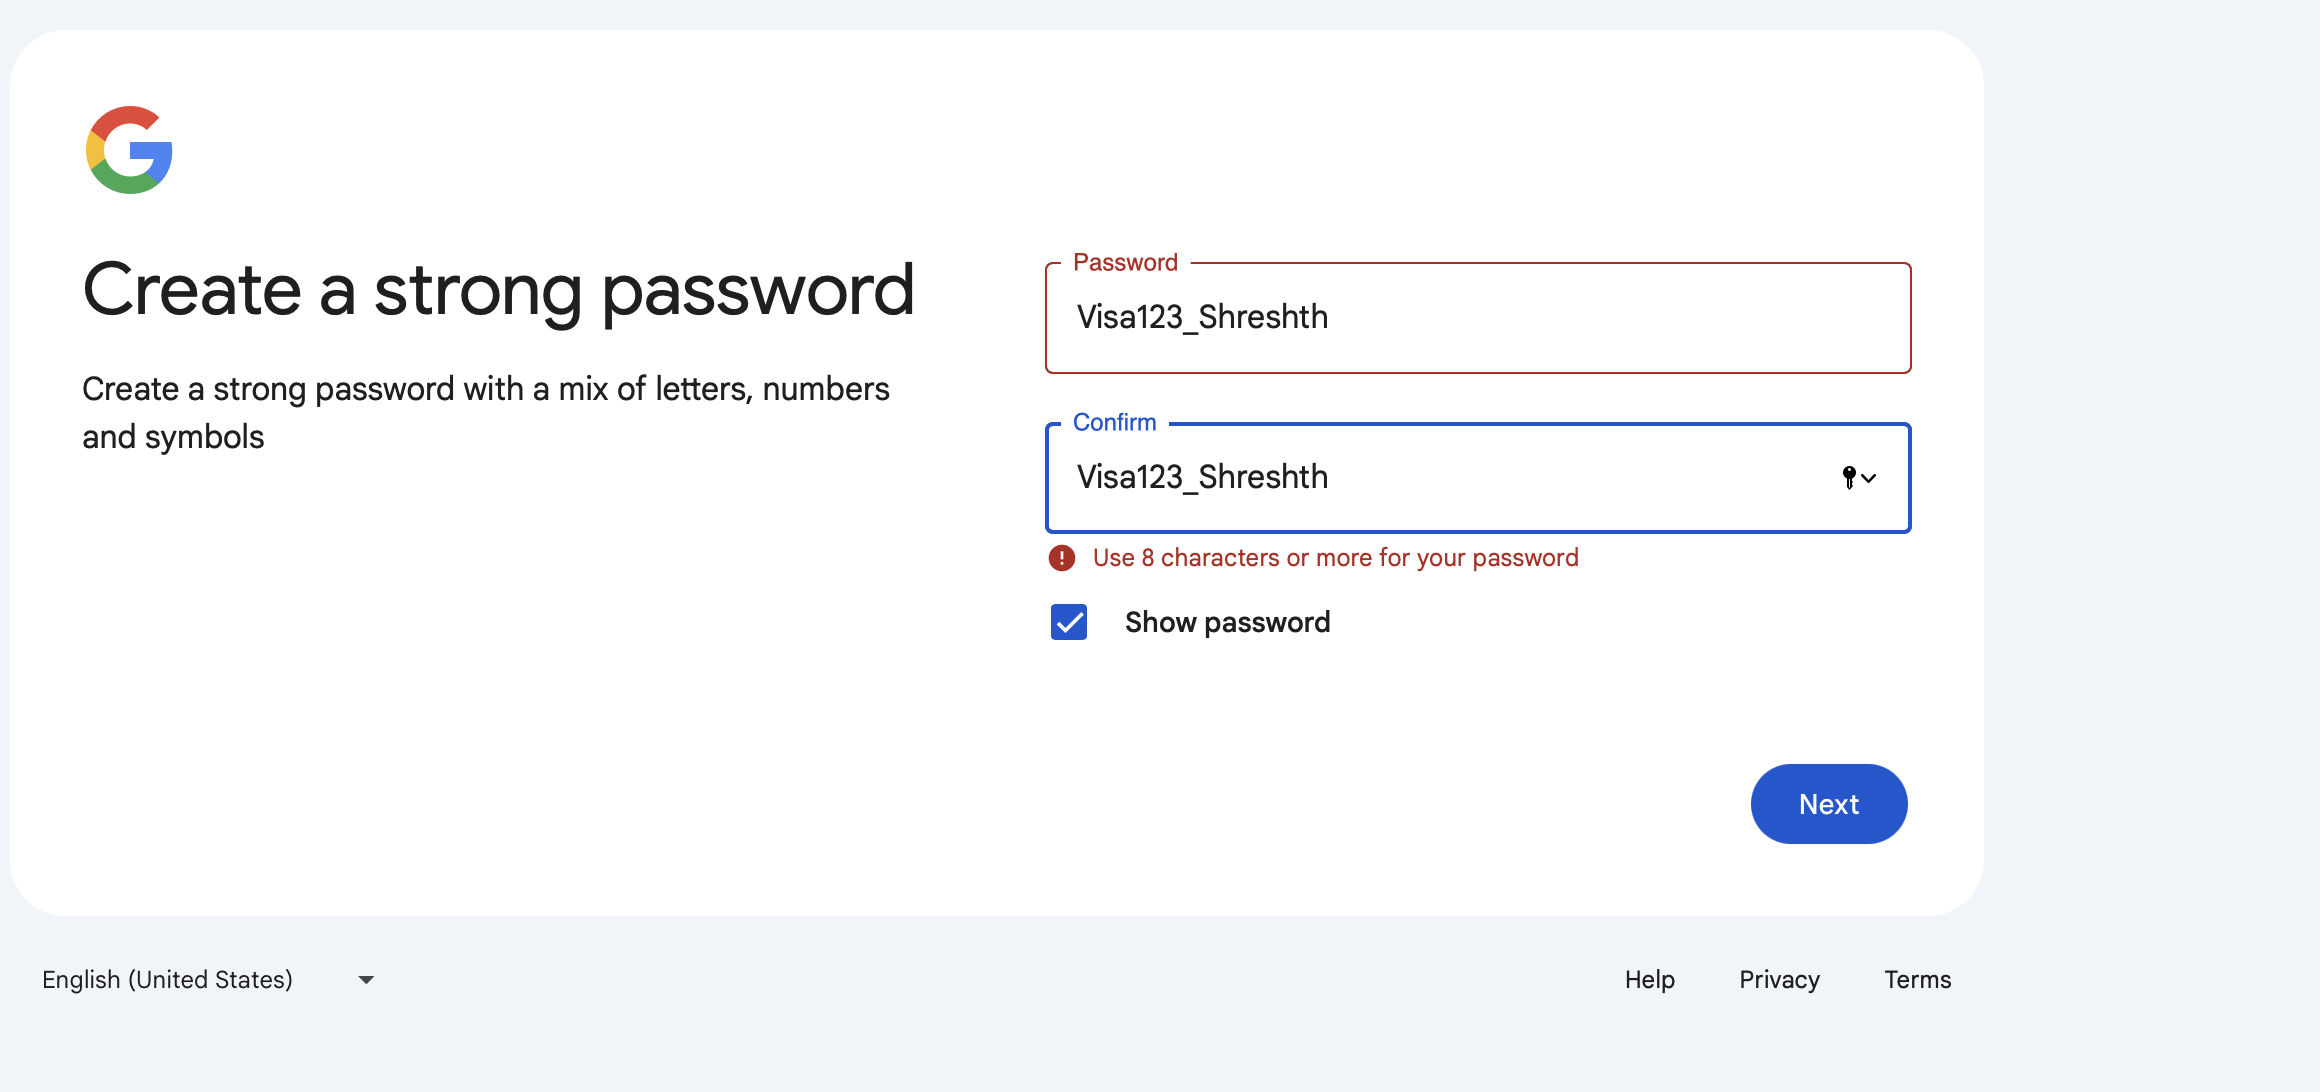 Create a strong password
Create a strong password with a mix of letters, numbers
and symbols
Password
Visa123_Shreshth
Confirm
Visa123_Shreshth
Use 8 characters or more for your password
Show password
Next
English (United States)
Help
Privacy
Terms